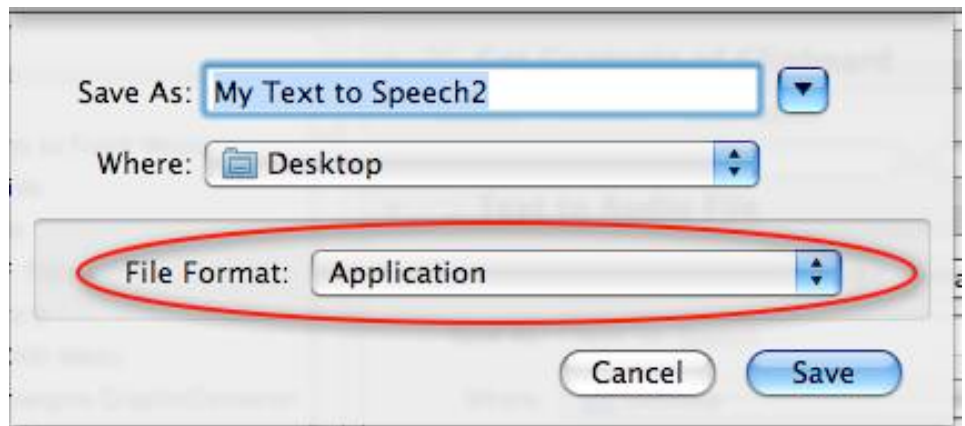 Save As: My Text to Speech2
Where: Desktop
File Format: Application
Cancel Save